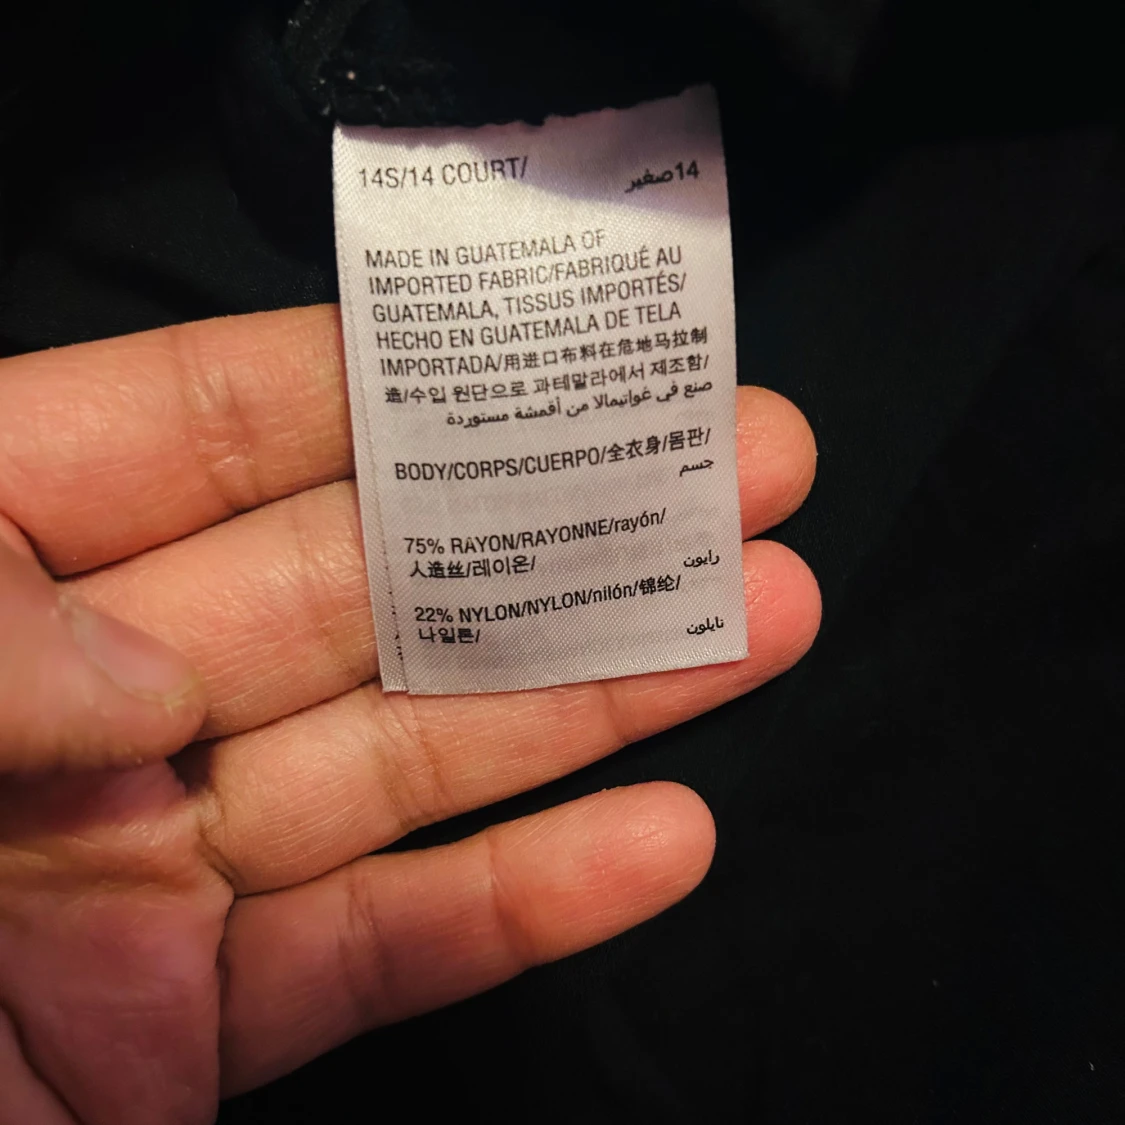 14S/14 COURT/
14صغير
MADE IN GUATEMALA OF
IMPORTED FABRIC/FABRIQUÉ AU
GUATEMALA, TISSUS IMPORTÉS/
HECHO EN GUATEMALA DE TELA
IMPORTADA/用进口布料在危地马拉制
造/수입 원단으로 과테말라에서 제조함/
صنع في غواتيمالا من أقمشة مستوردة
BODY/CORPS/CUERPO/全衣身/몸판/
جسم
75% RAYON/RAYONNE/rayón/
人造丝/레이온/
رايون
22% NYLON/NYLON/nilón/锦纶/
나일론/
نايلون